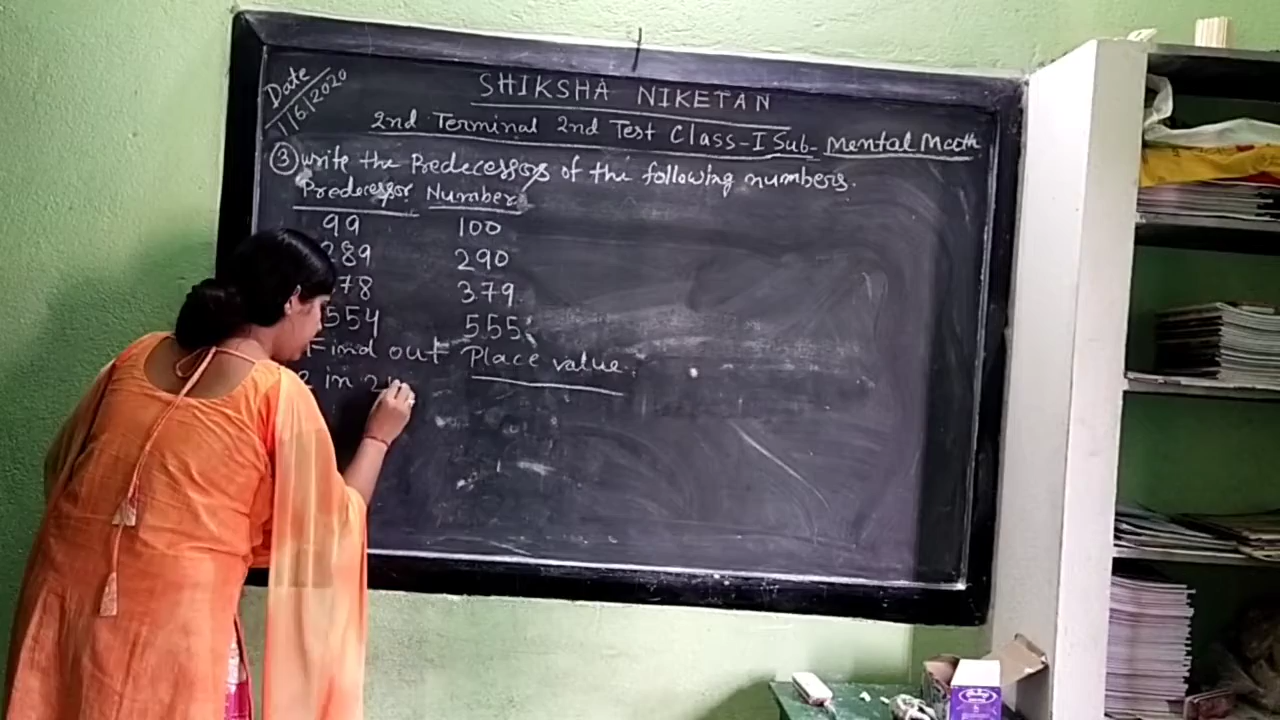 Date
1/6/2020
SHIKSHA NIKETAN
2nd Terminal 2nd Test Class-I Sub- Mental Math
③ Write the Predecessors of the following numbers.
Predecessor Number
99 100
289 290
78 379
554 555
Find out Place value.
2 in